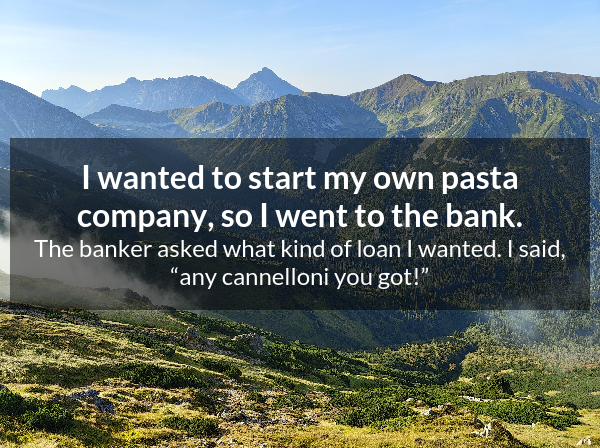 I wanted to start my own pasta
company, so I went to the bank.
The banker asked what kind of loan I wanted. I said,
“any cannelloni you got!”